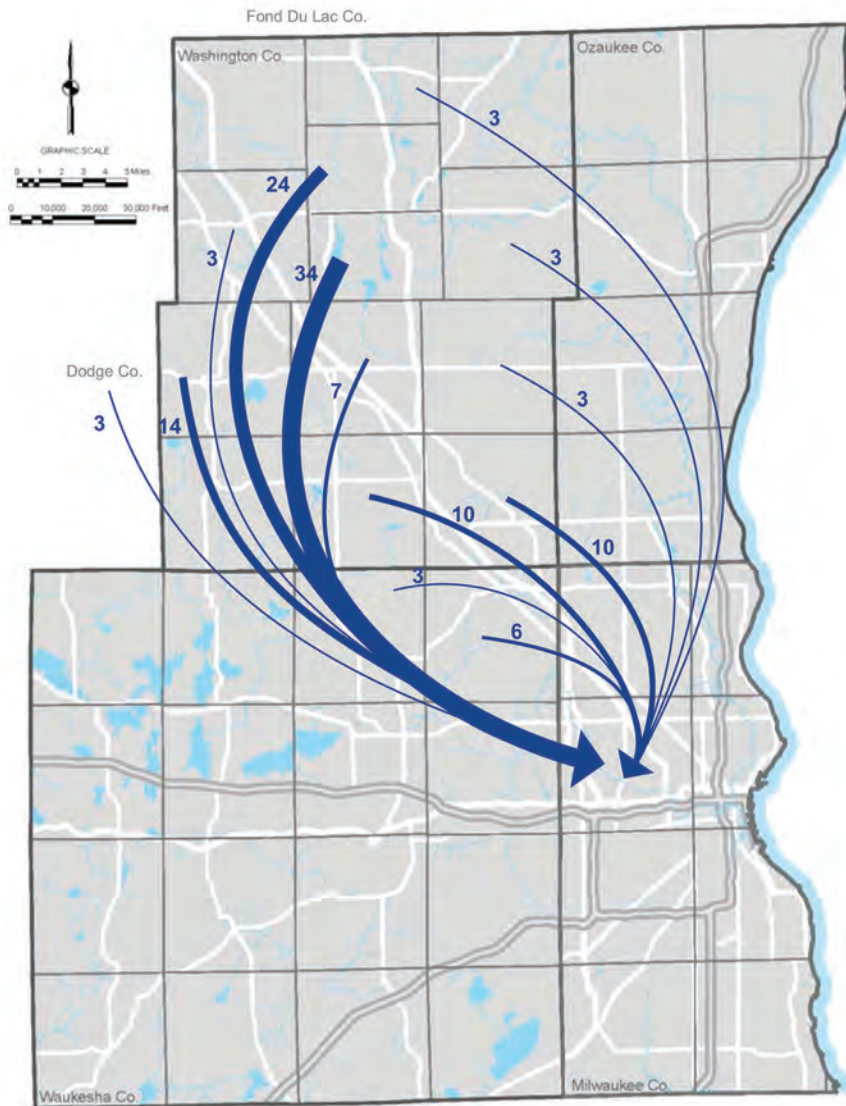 Fond Du Lac Co.
Washington Co.
Ozaukee Co.
GRAPHIC SCALE
0 1 2 3 4 5 Miles
0 10,000 20,000 30,000 Feet
3
24
3
3
34
Dodge Co.
7
3
3
14
10
10
3
6
Waukesha Co.
Milwaukee Co.